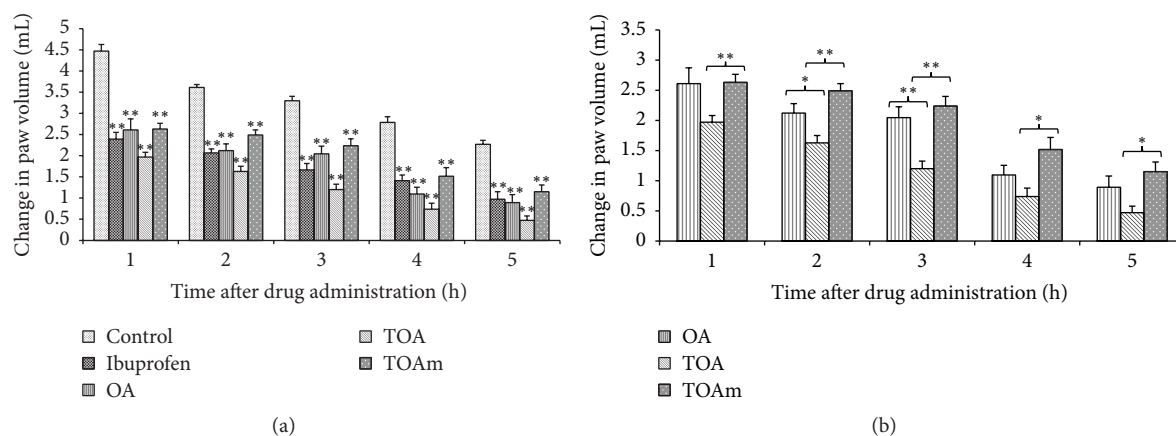 Change in paw volume (mL)
5
4.5
4
3.5
3
2.5
2
1.5
1
0.5
0
** ** ** **
** ** ** **
** ** ** **
** ** ** **
** ** ** **
1 2 3 4 5
Time after drug administration (h)
Control
Ibuprofen
OA
TOA
TOAm
(a)
Change in paw volume (mL)
3.5
3
2.5
2
1.5
1
0.5
0
**
* **
** **
*
*
1 2 3 4 5
Time after drug administration (h)
OA
TOA
TOAm
(b)